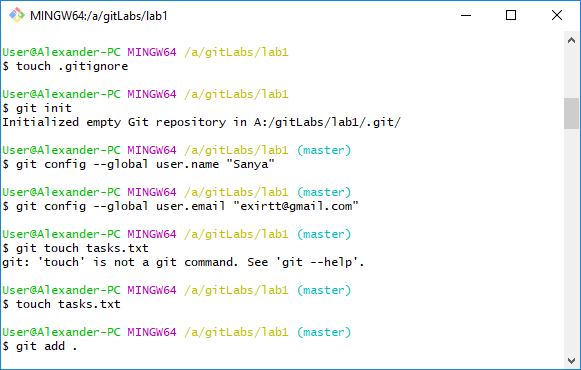 MINGW64:/a/gitLabs/lab1
User@Alexander-PC MINGW64 /a/gitLabs/lab1
$ touch .gitignore
User@Alexander-PC MINGW64 /a/gitLabs/lab1
$ git init
Initialized empty Git repository in A:/gitLabs/lab1/.git/
User@Alexander-PC MINGW64 /a/gitLabs/lab1 (master)
$ git config --global user.name "Sanya"
User@Alexander-PC MINGW64 /a/gitLabs/lab1 (master)
$ git config --global user.email "exirtt@gmail.com"
User@Alexander-PC MINGW64 /a/gitLabs/lab1 (master)
$ git touch tasks.txt
git: 'touch' is not a git command. See 'git --help'.
User@Alexander-PC MINGW64 /a/gitLabs/lab1 (master)
$ touch tasks.txt
User@Alexander-PC MINGW64 /a/gitLabs/lab1 (master)
$ git add .